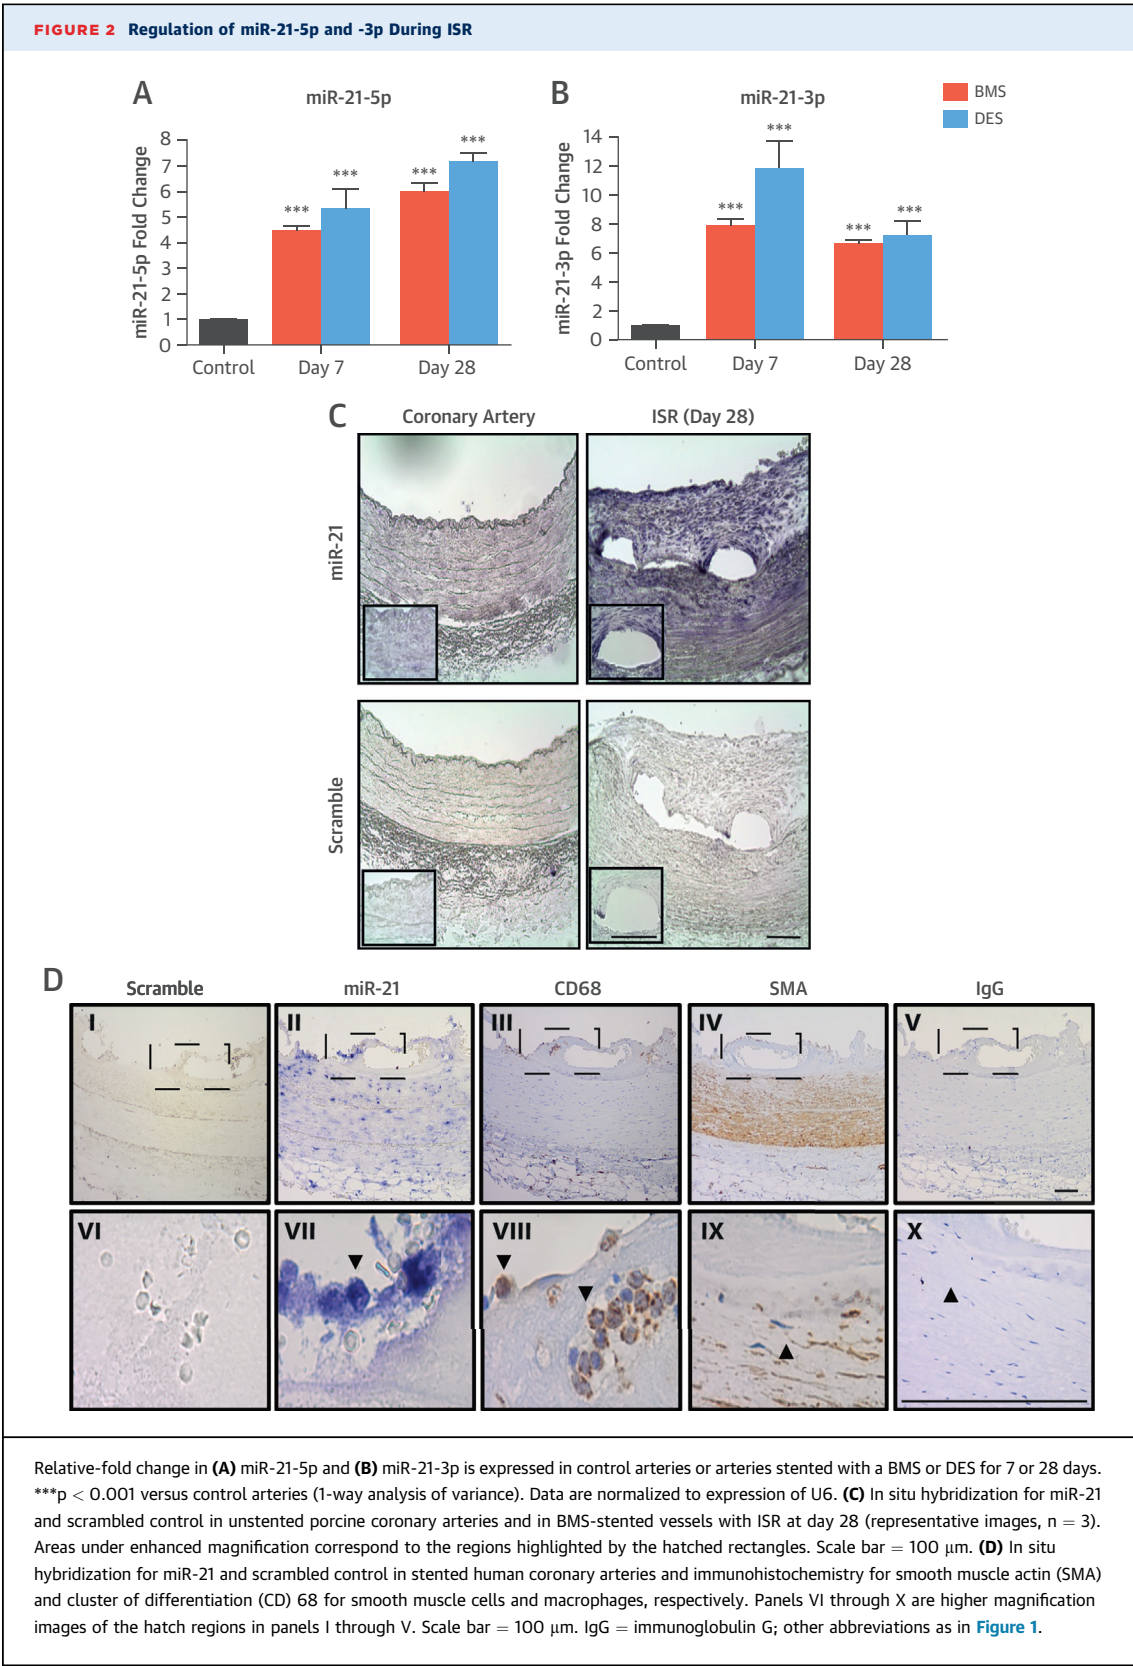 FIGURE 2 Regulation of miR-21-5p and -3p During ISR
A
miR-21-5p
miR-21-5p Fold Change
8
7
6
5
4
3
2
1
0
***
***
***
***
Control
Day 7
Day 28
B
miR-21-3p
miR-21-3p Fold Change
14
12
10
8
6
4
2
0
***
***
***
***
Control
Day 7
Day 28
BMS
DES
C
Coronary Artery
ISR (Day 28)
miR-21
Scramble
D
Scramble
miR-21
CD68
SMA
IgG
I
II
III
IV
V
VI
VII
VIII
IX
X
Relative-fold change in (A) miR-21-5p and (B) miR-21-3p is expressed in control arteries or arteries stented with a BMS or DES for 7 or 28 days.
***p < 0.001 versus control arteries (1-way analysis of variance). Data are normalized to expression of U6. (C) In situ hybridization for miR-21
and scrambled control in unstented porcine coronary arteries and in BMS-stented vessels with ISR at day 28 (representative images, n = 3).
Areas under enhanced magnification correspond to the regions highlighted by the hatched rectangles. Scale bar = 100 μm. (D) In situ
hybridization for miR-21 and scrambled control in stented human coronary arteries and immunohistochemistry for smooth muscle actin (SMA)
and cluster of differentiation (CD) 68 for smooth muscle cells and macrophages, respectively. Panels VI through X are higher magnification
images of the hatch regions in panels I through V. Scale bar = 100 μm. IgG = immunoglobulin G; other abbreviations as in Figure 1.